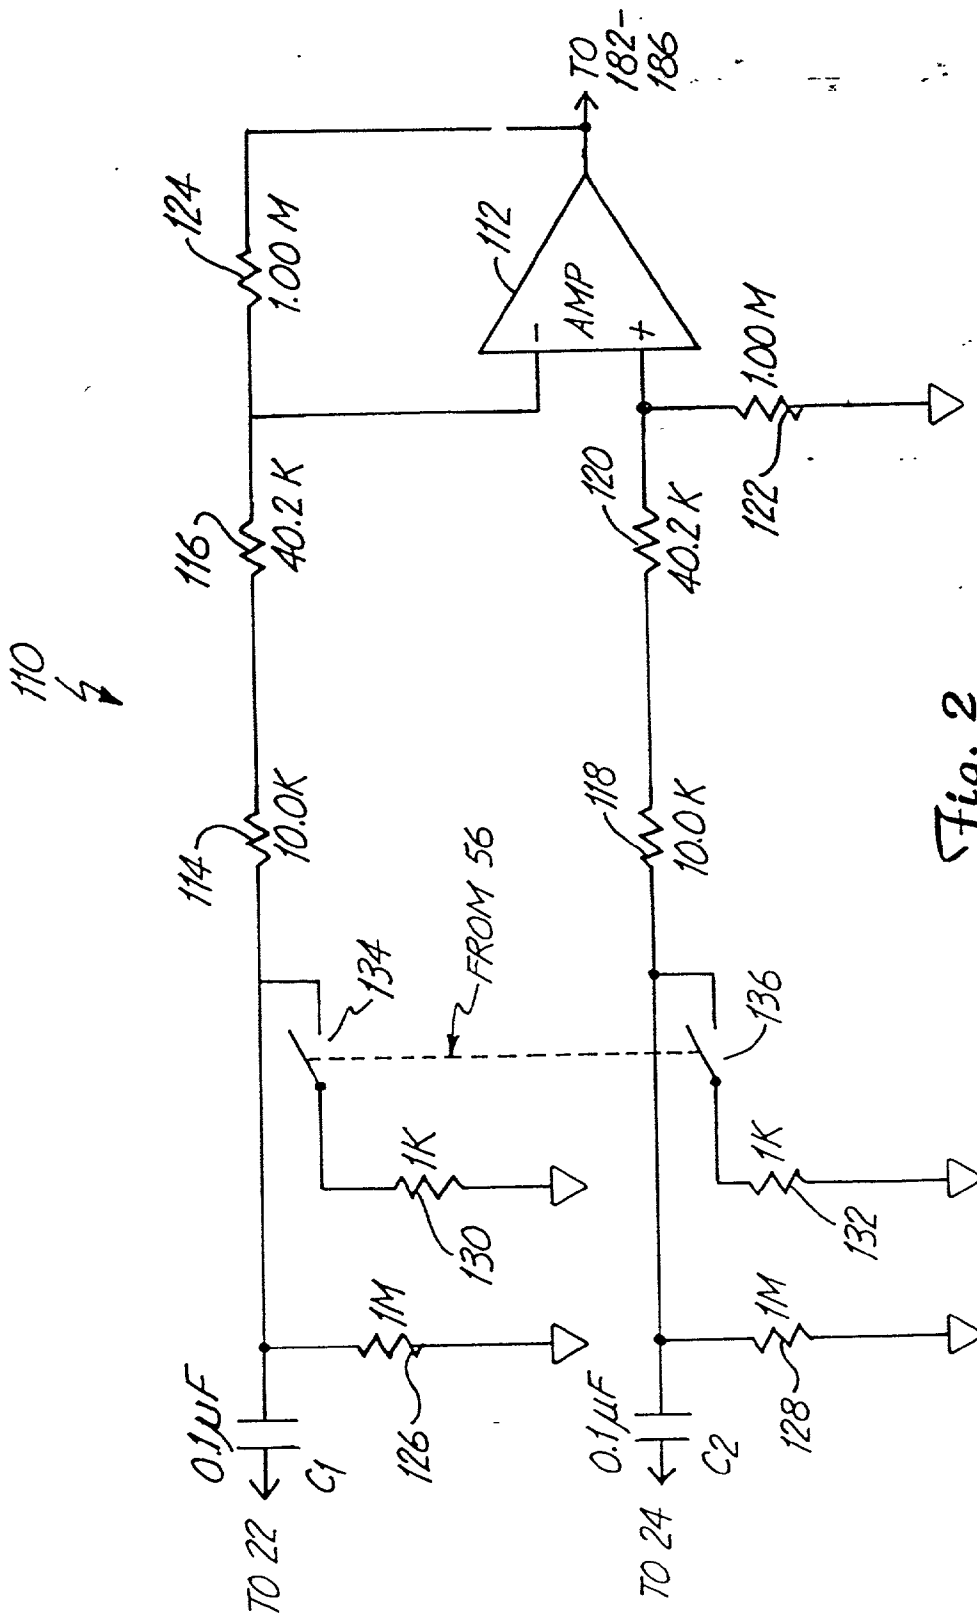 110
124
1.00 M
116
40.2 K
114
10.0K
134
FROM 56
1K
130
1M
126
0.1µF
C1
TO 22
TO
182-
186
112
AMP
-
+
120
40.2 K
1.00 M
122
118
10.0 K
136
1K
132
1M
128
0.1µF
C2
TO 24
Fig. 2